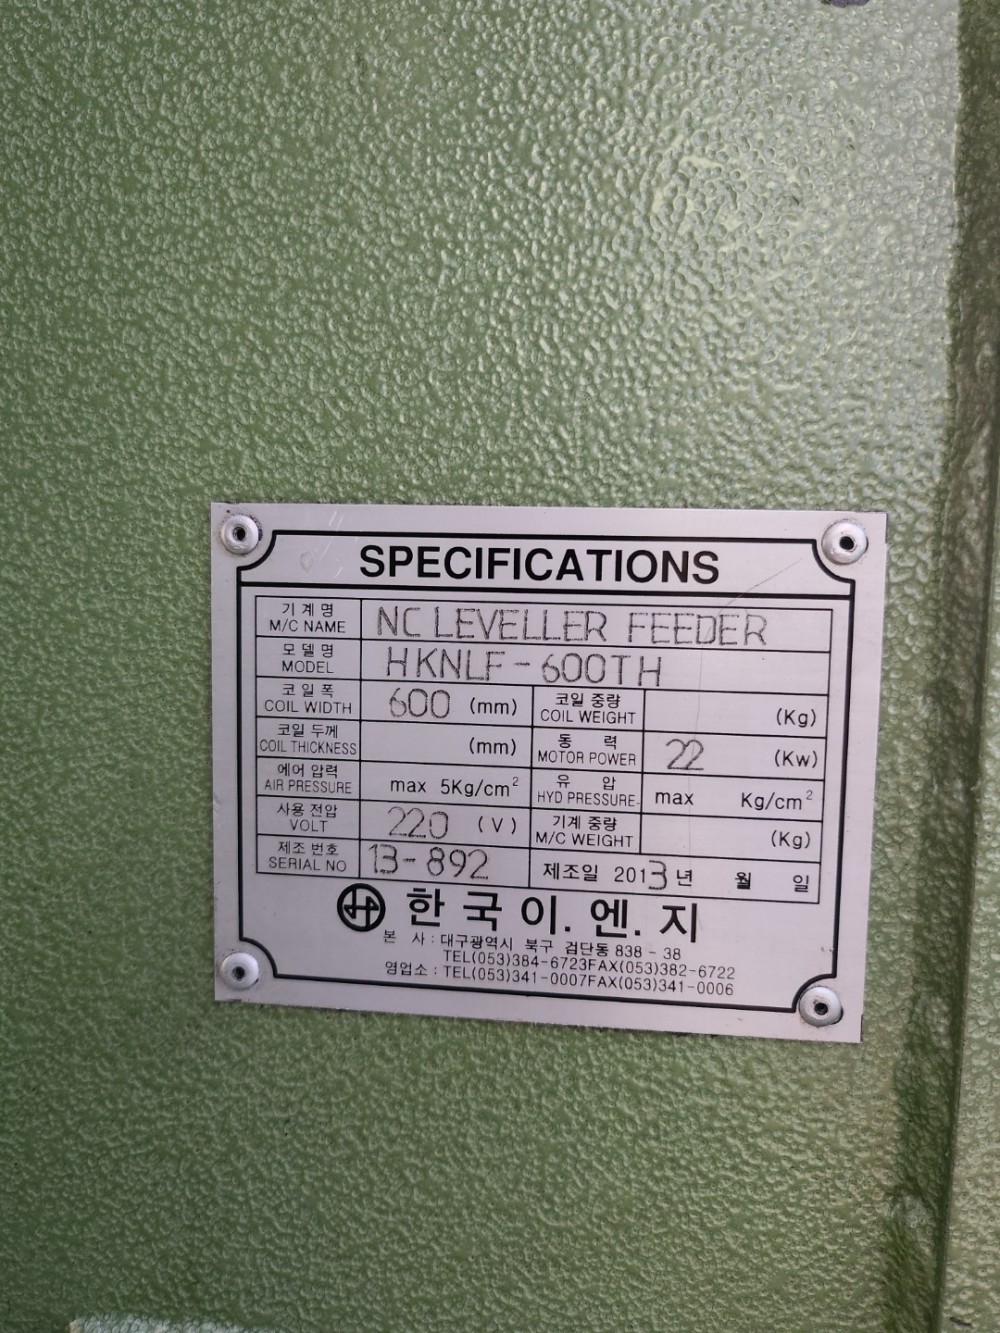 SPECIFICATIONS
기 계 명 M/C NAME NC LEVELLER FEEDER
모 델 명 MODEL HKNLF-600TH
코 일 폭 COIL WIDTH 600 (mm) 코일 중량 COIL WEIGHT (Kg)
코일 두께 COIL THICKNESS (mm) 동 력 MOTOR POWER 22 (Kw)
에어 압력 AIR PRESSURE max 5Kg/cm² 유 압 HYD PRESSURE max Kg/cm²
사용 전압 VOLT 220 (V) 기계 중량 M/C WEIGHT (Kg)
제조 번호 SERIAL NO 13-892 제조일 2013년 월 일
한 국 이. 엔. 지
본 사 : 대구광역시 북구 검단동 838 - 38
TEL(053)384-6723FAX(053)382-6722
영업소 : TEL(053)341-0007FAX(053)341-0006